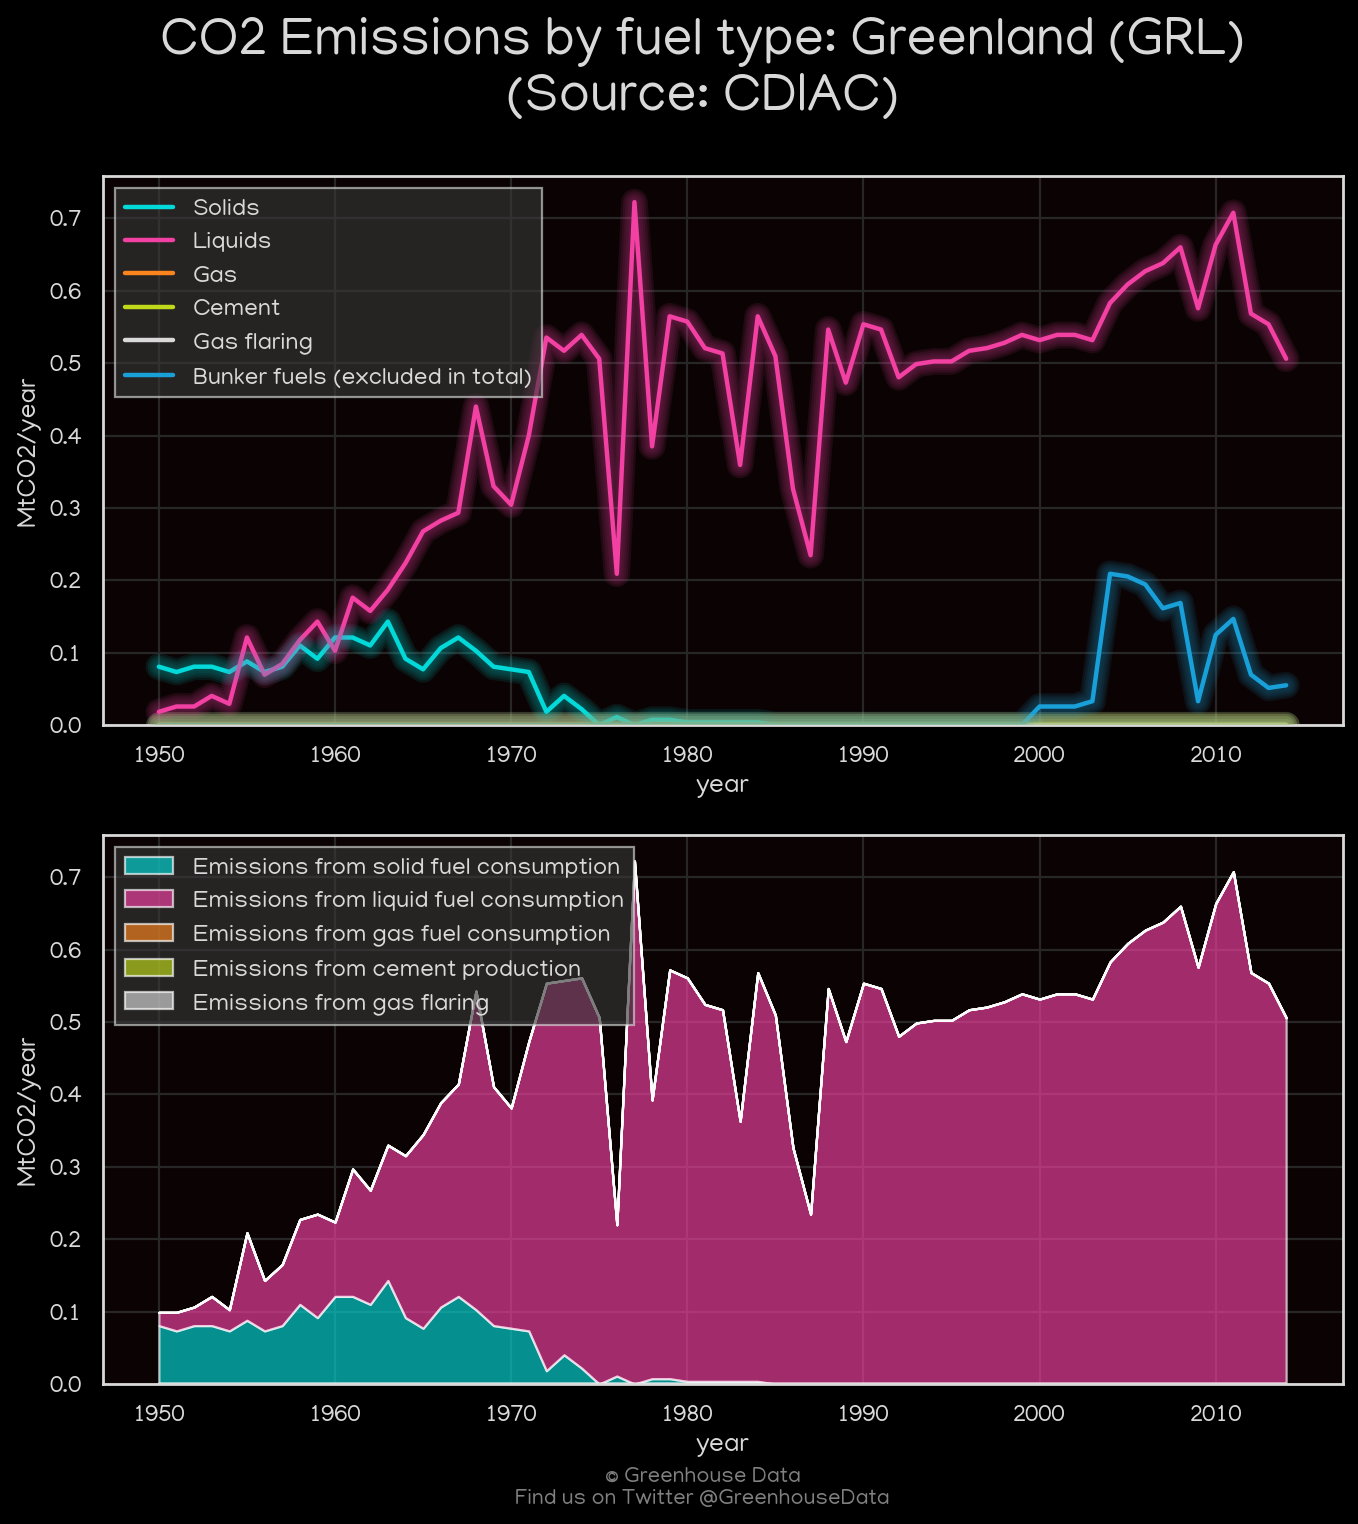 CO2 Emissions by fuel type: Greenland (GRL)
(Source: CDIAC)
Solids
Liquids
Gas
Cement
Gas flaring
Bunker fuels (excluded in total)
MtCO2/year
0.7
0.6
0.5
0.4
0.3
0.2
0.1
0.0
1950 1960 1970 1980 1990 2000 2010
year
Emissions from solid fuel consumption
Emissions from liquid fuel consumption
Emissions from gas fuel consumption
Emissions from cement production
Emissions from gas flaring
MtCO2/year
0.7
0.6
0.5
0.4
0.3
0.2
0.1
0.0
1950 1960 1970 1980 1990 2000 2010
year
© Greenhouse Data
Find us on Twitter @GreenhouseData